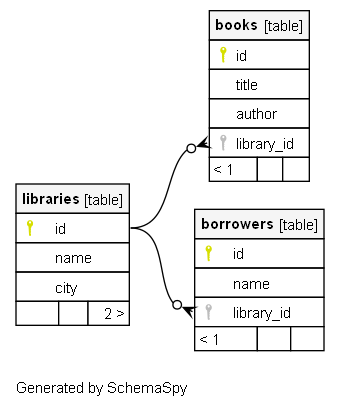 books [table]
id
title
author
library_id
< 1
libraries [table]
id
name
city
2 >
borrowers [table]
id
name
library_id
< 1
Generated by SchemaSpy